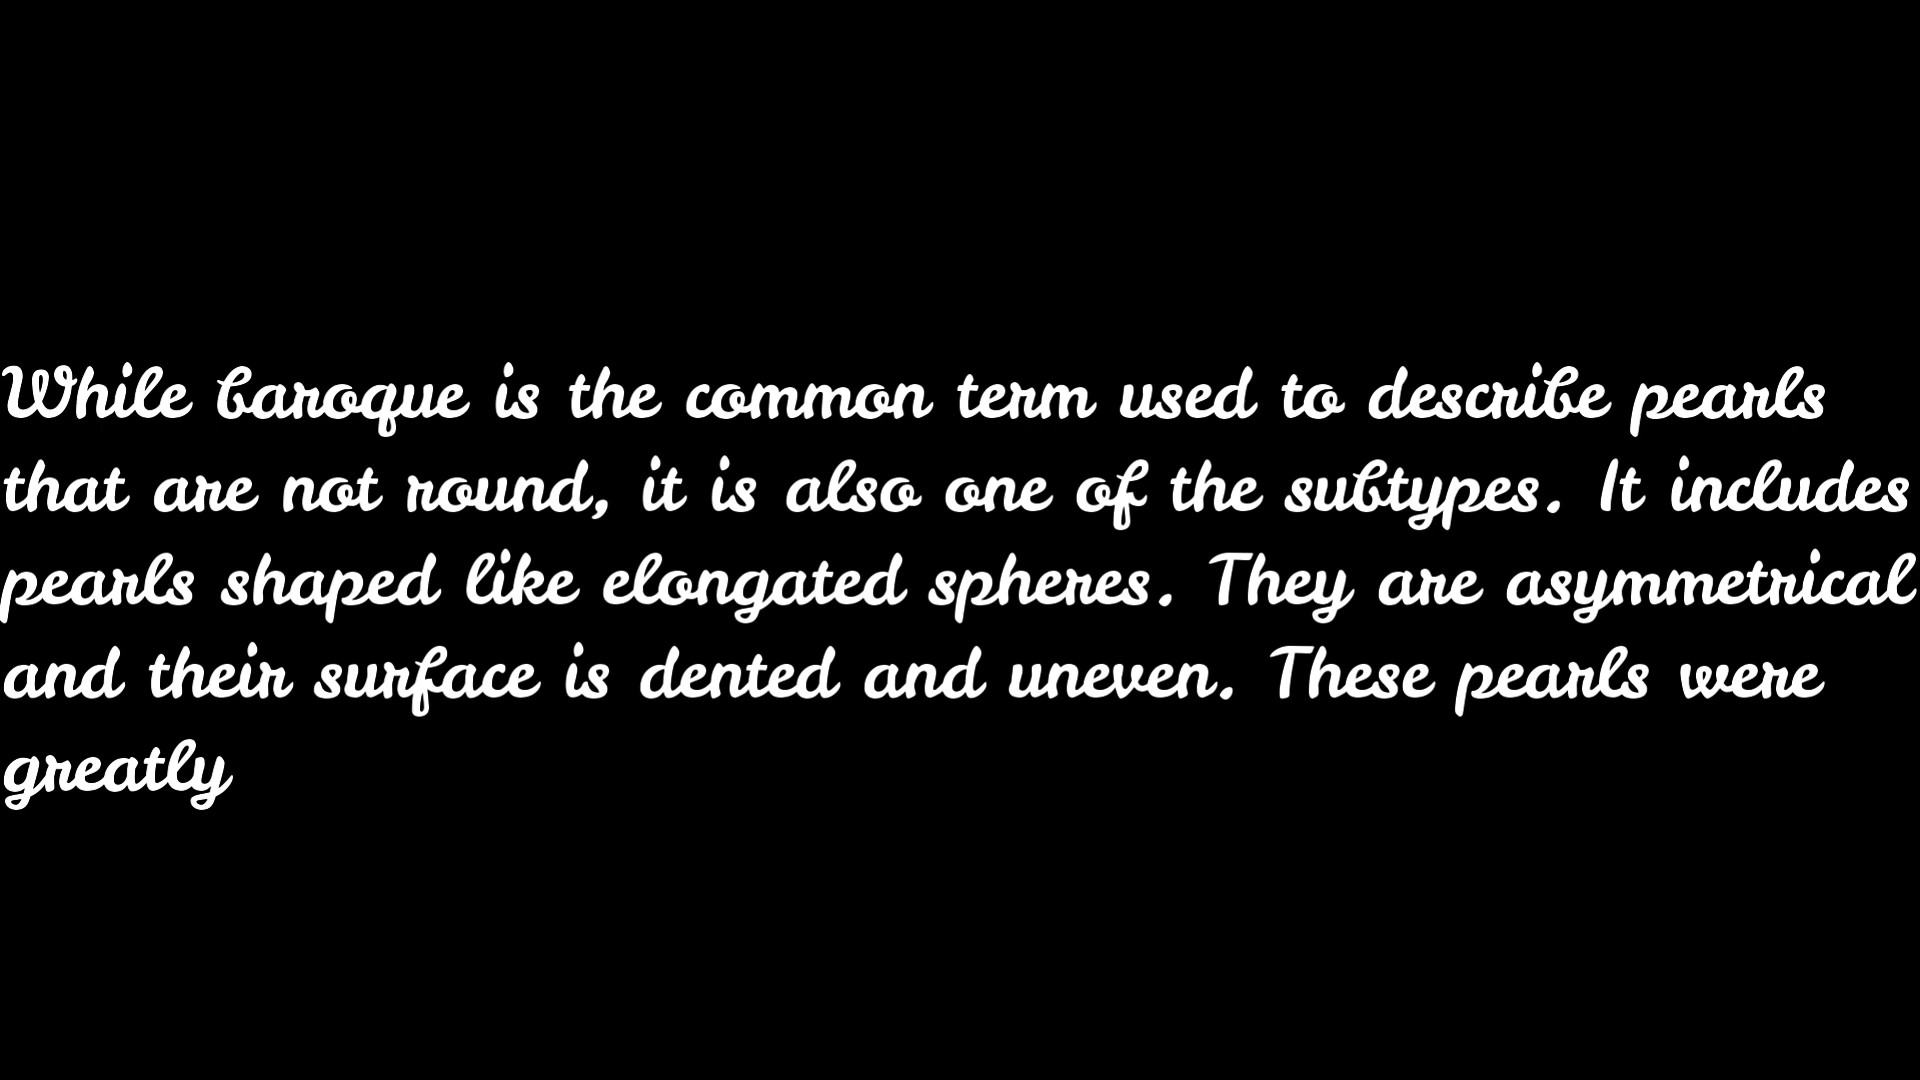 While baroque is the common term used to describe pearls
that are not round, it is also one of the subtypes. It includes
pearls shaped like elongated spheres. They are asymmetrical
and their surface is dented and uneven. These pearls were
greatly